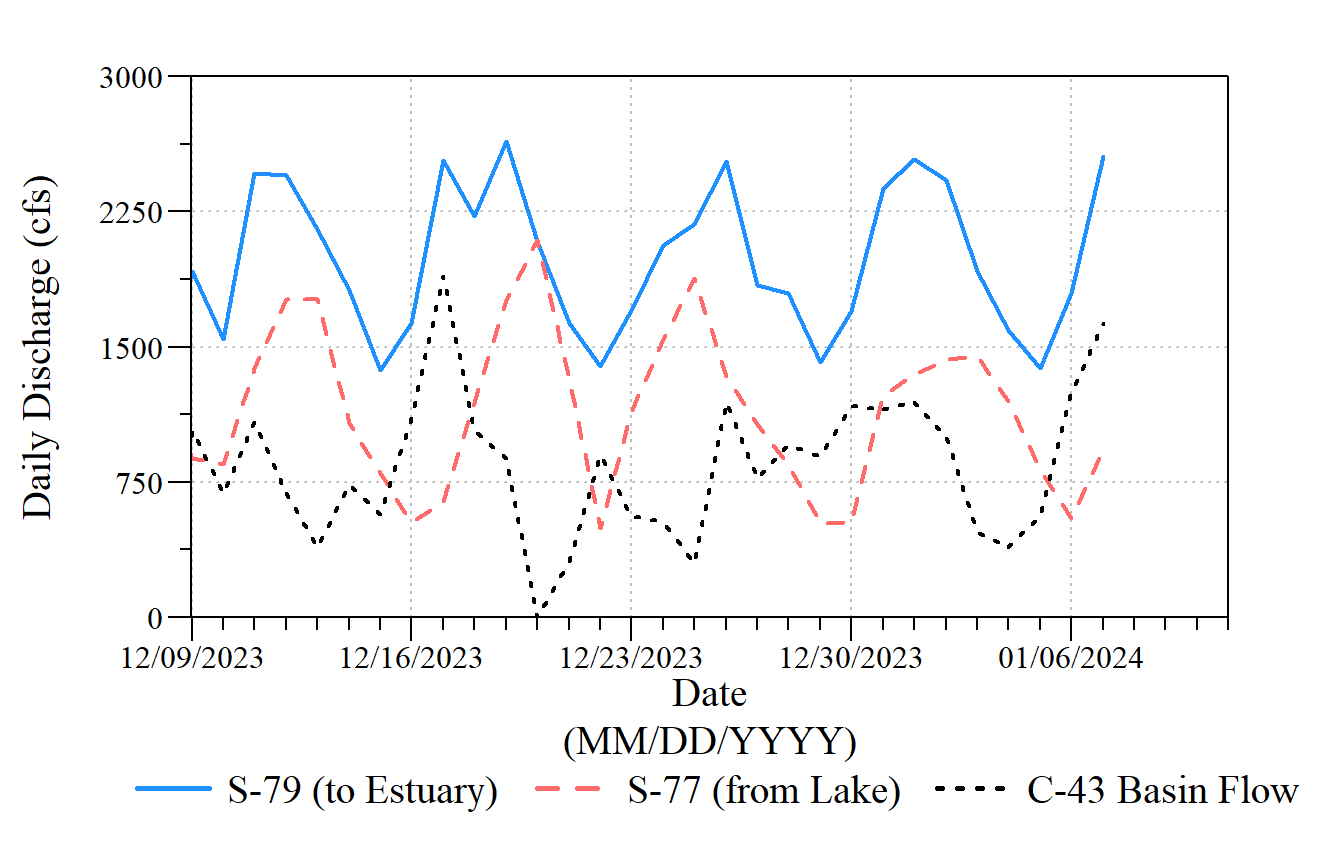 Daily Discharge (cfs)
3000
2250
1500
750
0
12/09/2023 12/16/2023 12/23/2023 12/30/2023 01/06/2024
Date
(MM/DD/YYYY)
S-79 (to Estuary) S-77 (from Lake) C-43 Basin Flow